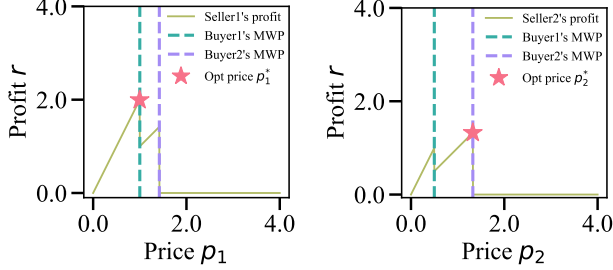 4.0
2.0
0.0
Profit r
Seller1's profit
Buyer1's MWP
Buyer2's MWP
Opt price p₁*
0.0 2.0 4.0
Price p₁
4.0
2.0
0.0
Profit r
Seller2's profit
Buyer1's MWP
Buyer2's MWP
Opt price p₂*
0.0 2.0 4.0
Price p₂